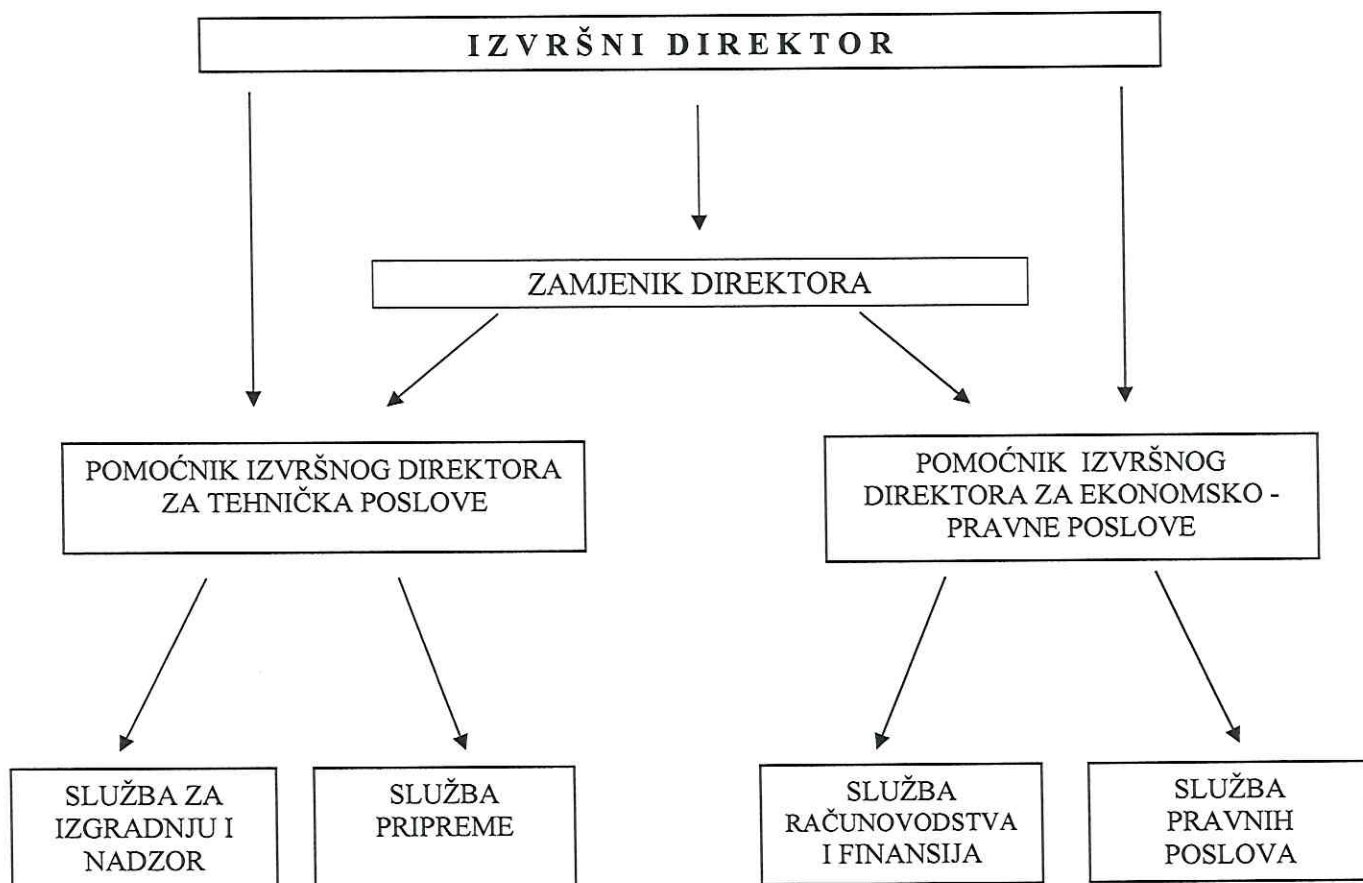 IZVRŠNI DIREKTOR
ZAMJENIK DIREKTORA
POMOĆNIK IZVRŠNOG DIREKTORA
ZA TEHNIČKA POSLOVE
POMOĆNIK IZVRŠNOG
DIREKTORA ZA EKONOMSKO -
PRAVNE POSLOVE
SLUŽBA ZA
IZGRADNJU I
NADZOR
SLUŽBA
PRIPREME
SLUŽBA
RAČUNOVODSTVA
I FINANSIJA
SLUŽBA
PRAVNIH
POSLOVA